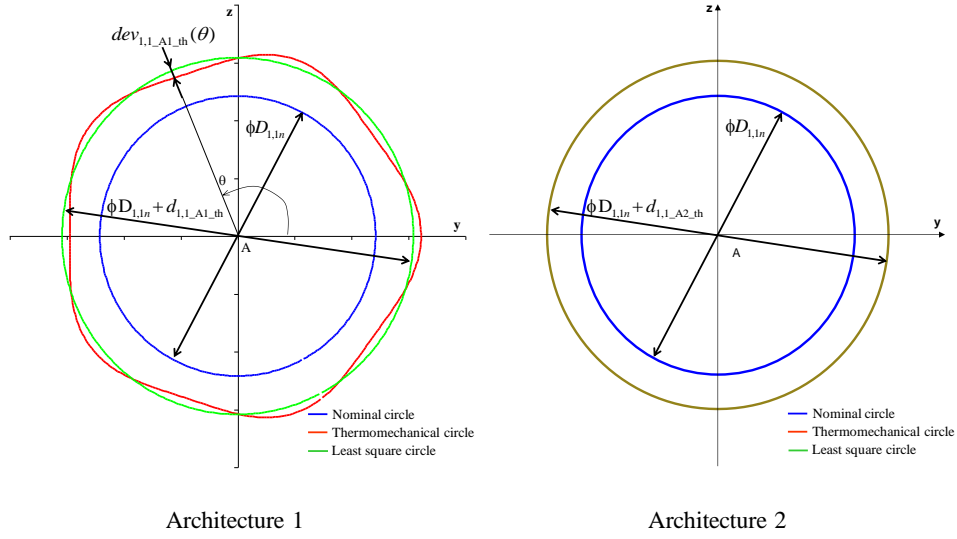 z
dev₁,₁_A1_th(θ)
ϕD₁,₁ₙ
θ
ϕD₁,₁ₙ + d₁,₁_A1_th
y
A
Nominal circle
Thermomechanical circle
Least square circle
Architecture 1
z
ϕD₁,₁ₙ
ϕD₁,₁ₙ + d₁,₁_A2_th
y
A
Nominal circle
Thermomechanical circle
Least square circle
Architecture 2